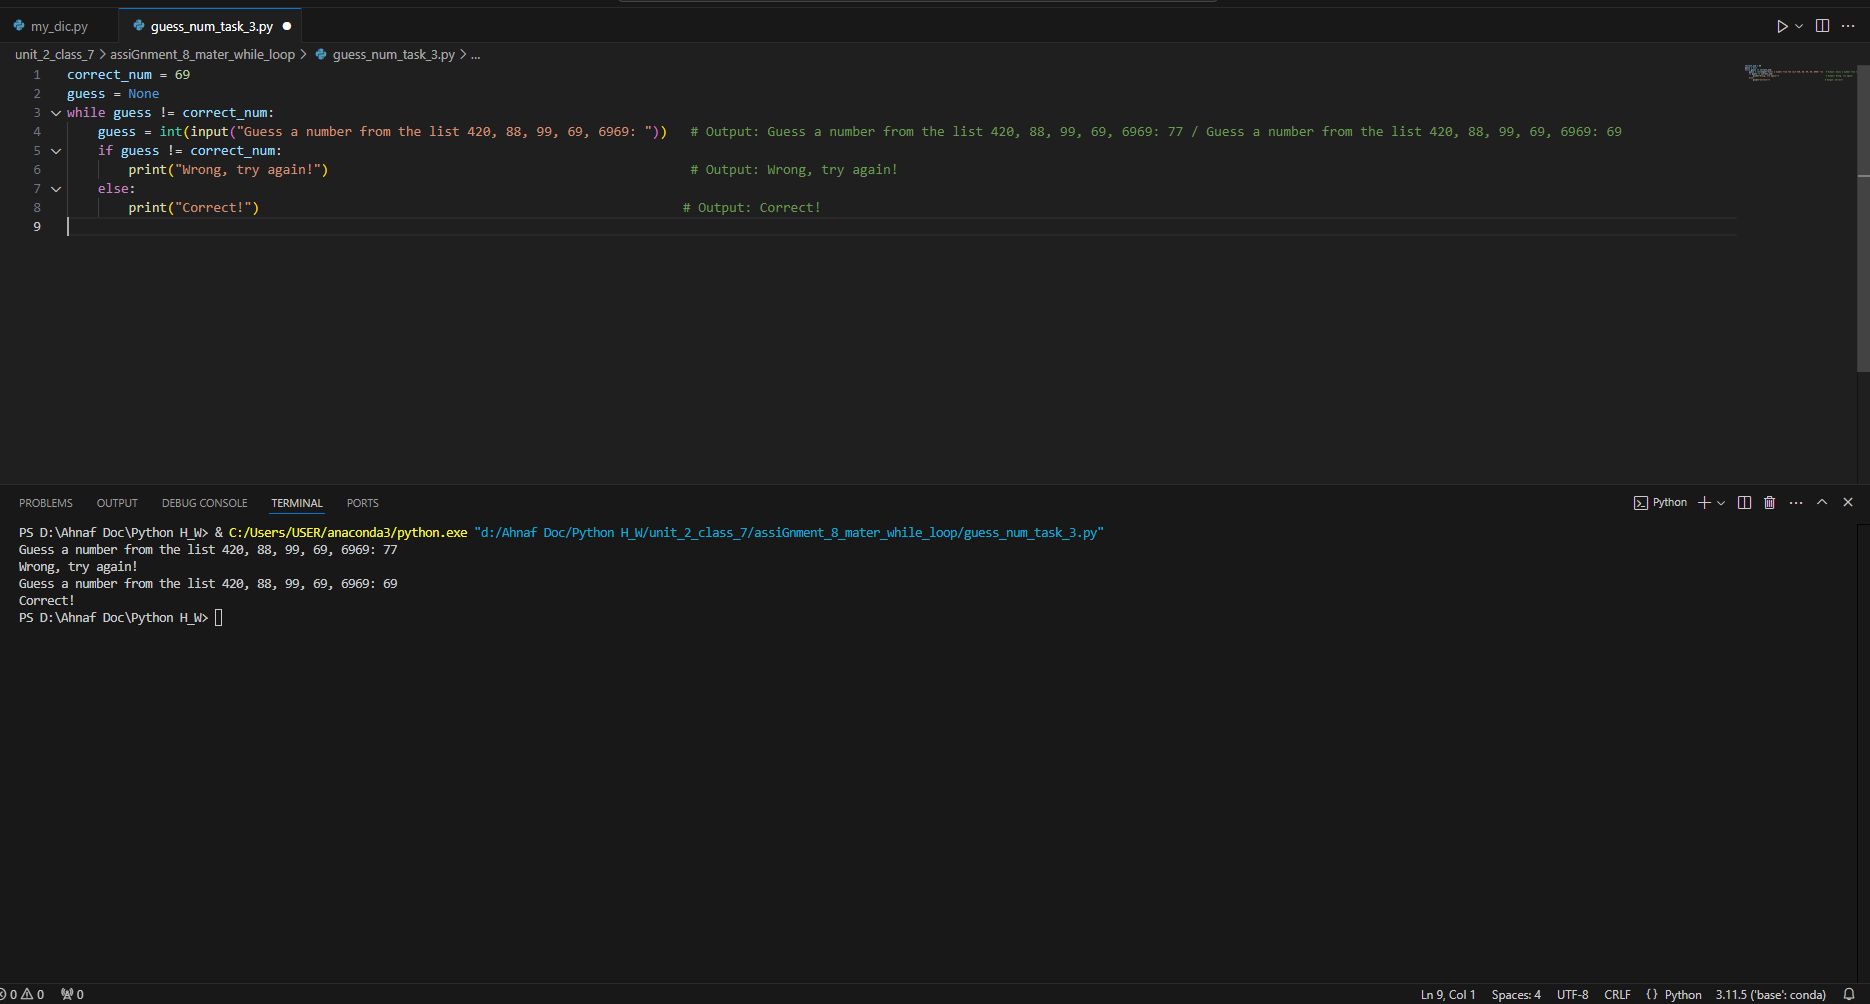 my_dic.py guess_num_task_3.py
unit_2_class_7 > assiGnment_8_mater_while_loop > guess_num_task_3.py > ...
1 correct_num = 69
2 guess = None
3 while guess != correct_num:
4 guess = int(input("Guess a number from the list 420, 88, 99, 69, 6969: ")) # Output: Guess a number from the list 420, 88, 99, 69, 6969: 77 / Guess a number from the list 420, 88, 99, 69, 6969: 69
5 if guess != correct_num:
6 print("Wrong, try again!") # Output: Wrong, try again!
7 else:
8 print("Correct!") # Output: Correct!
9
PROBLEMS OUTPUT DEBUG CONSOLE TERMINAL PORTS Python
PS D:\Ahnaf Doc\Python H_W> & C:/Users/USER/anaconda3/python.exe "d:/Ahnaf Doc/Python H_W/unit_2_class_7/assiGnment_8_mater_while_loop/guess_num_task_3.py"
Guess a number from the list 420, 88, 99, 69, 6969: 77
Wrong, try again!
Guess a number from the list 420, 88, 99, 69, 6969: 69
Correct!
PS D:\Ahnaf Doc\Python H_W>
0 0 0 Ln 9, Col 1 Spaces: 4 UTF-8 CRLF {} Python 3.11.5 ('base': conda)